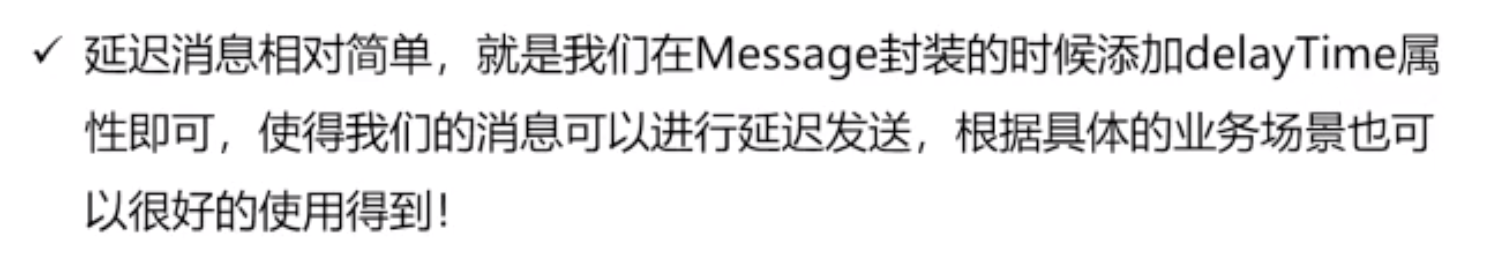 ✓ 延迟消息相对简单，就是我们在Message封装的时候添加delayTime属
性即可，使得我们的消息可以进行延迟发送，根据具体的业务场景也可
以很好的使用得到！